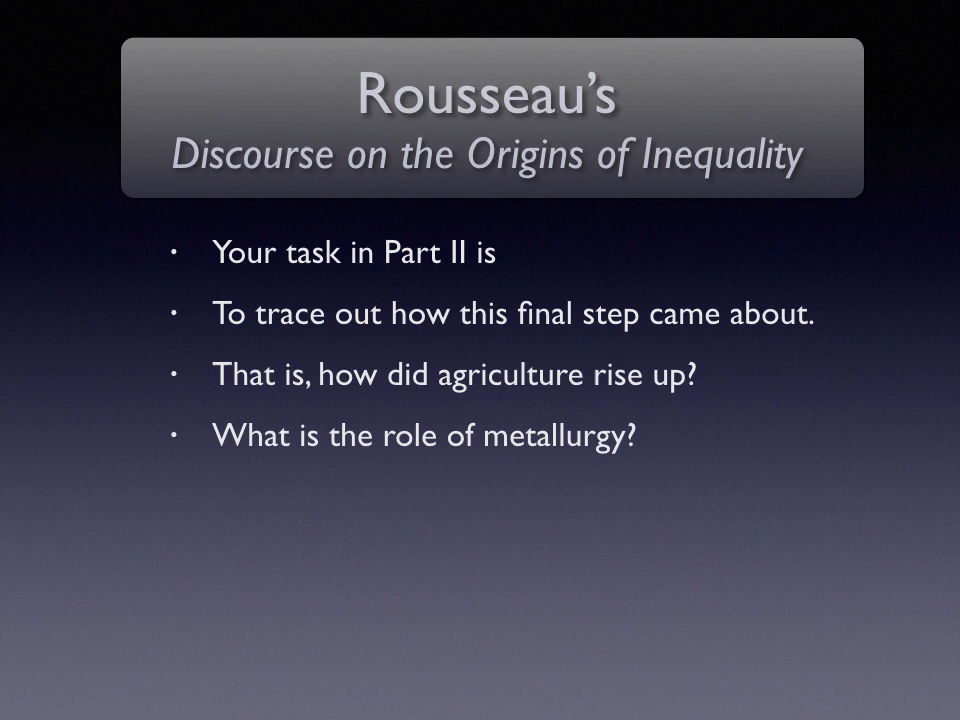 Rousseau’s
Discourse on the Origins of Inequality
• Your task in Part II is
• To trace out how this final step came about.
• That is, how did agriculture rise up?
• What is the role of metallurgy?